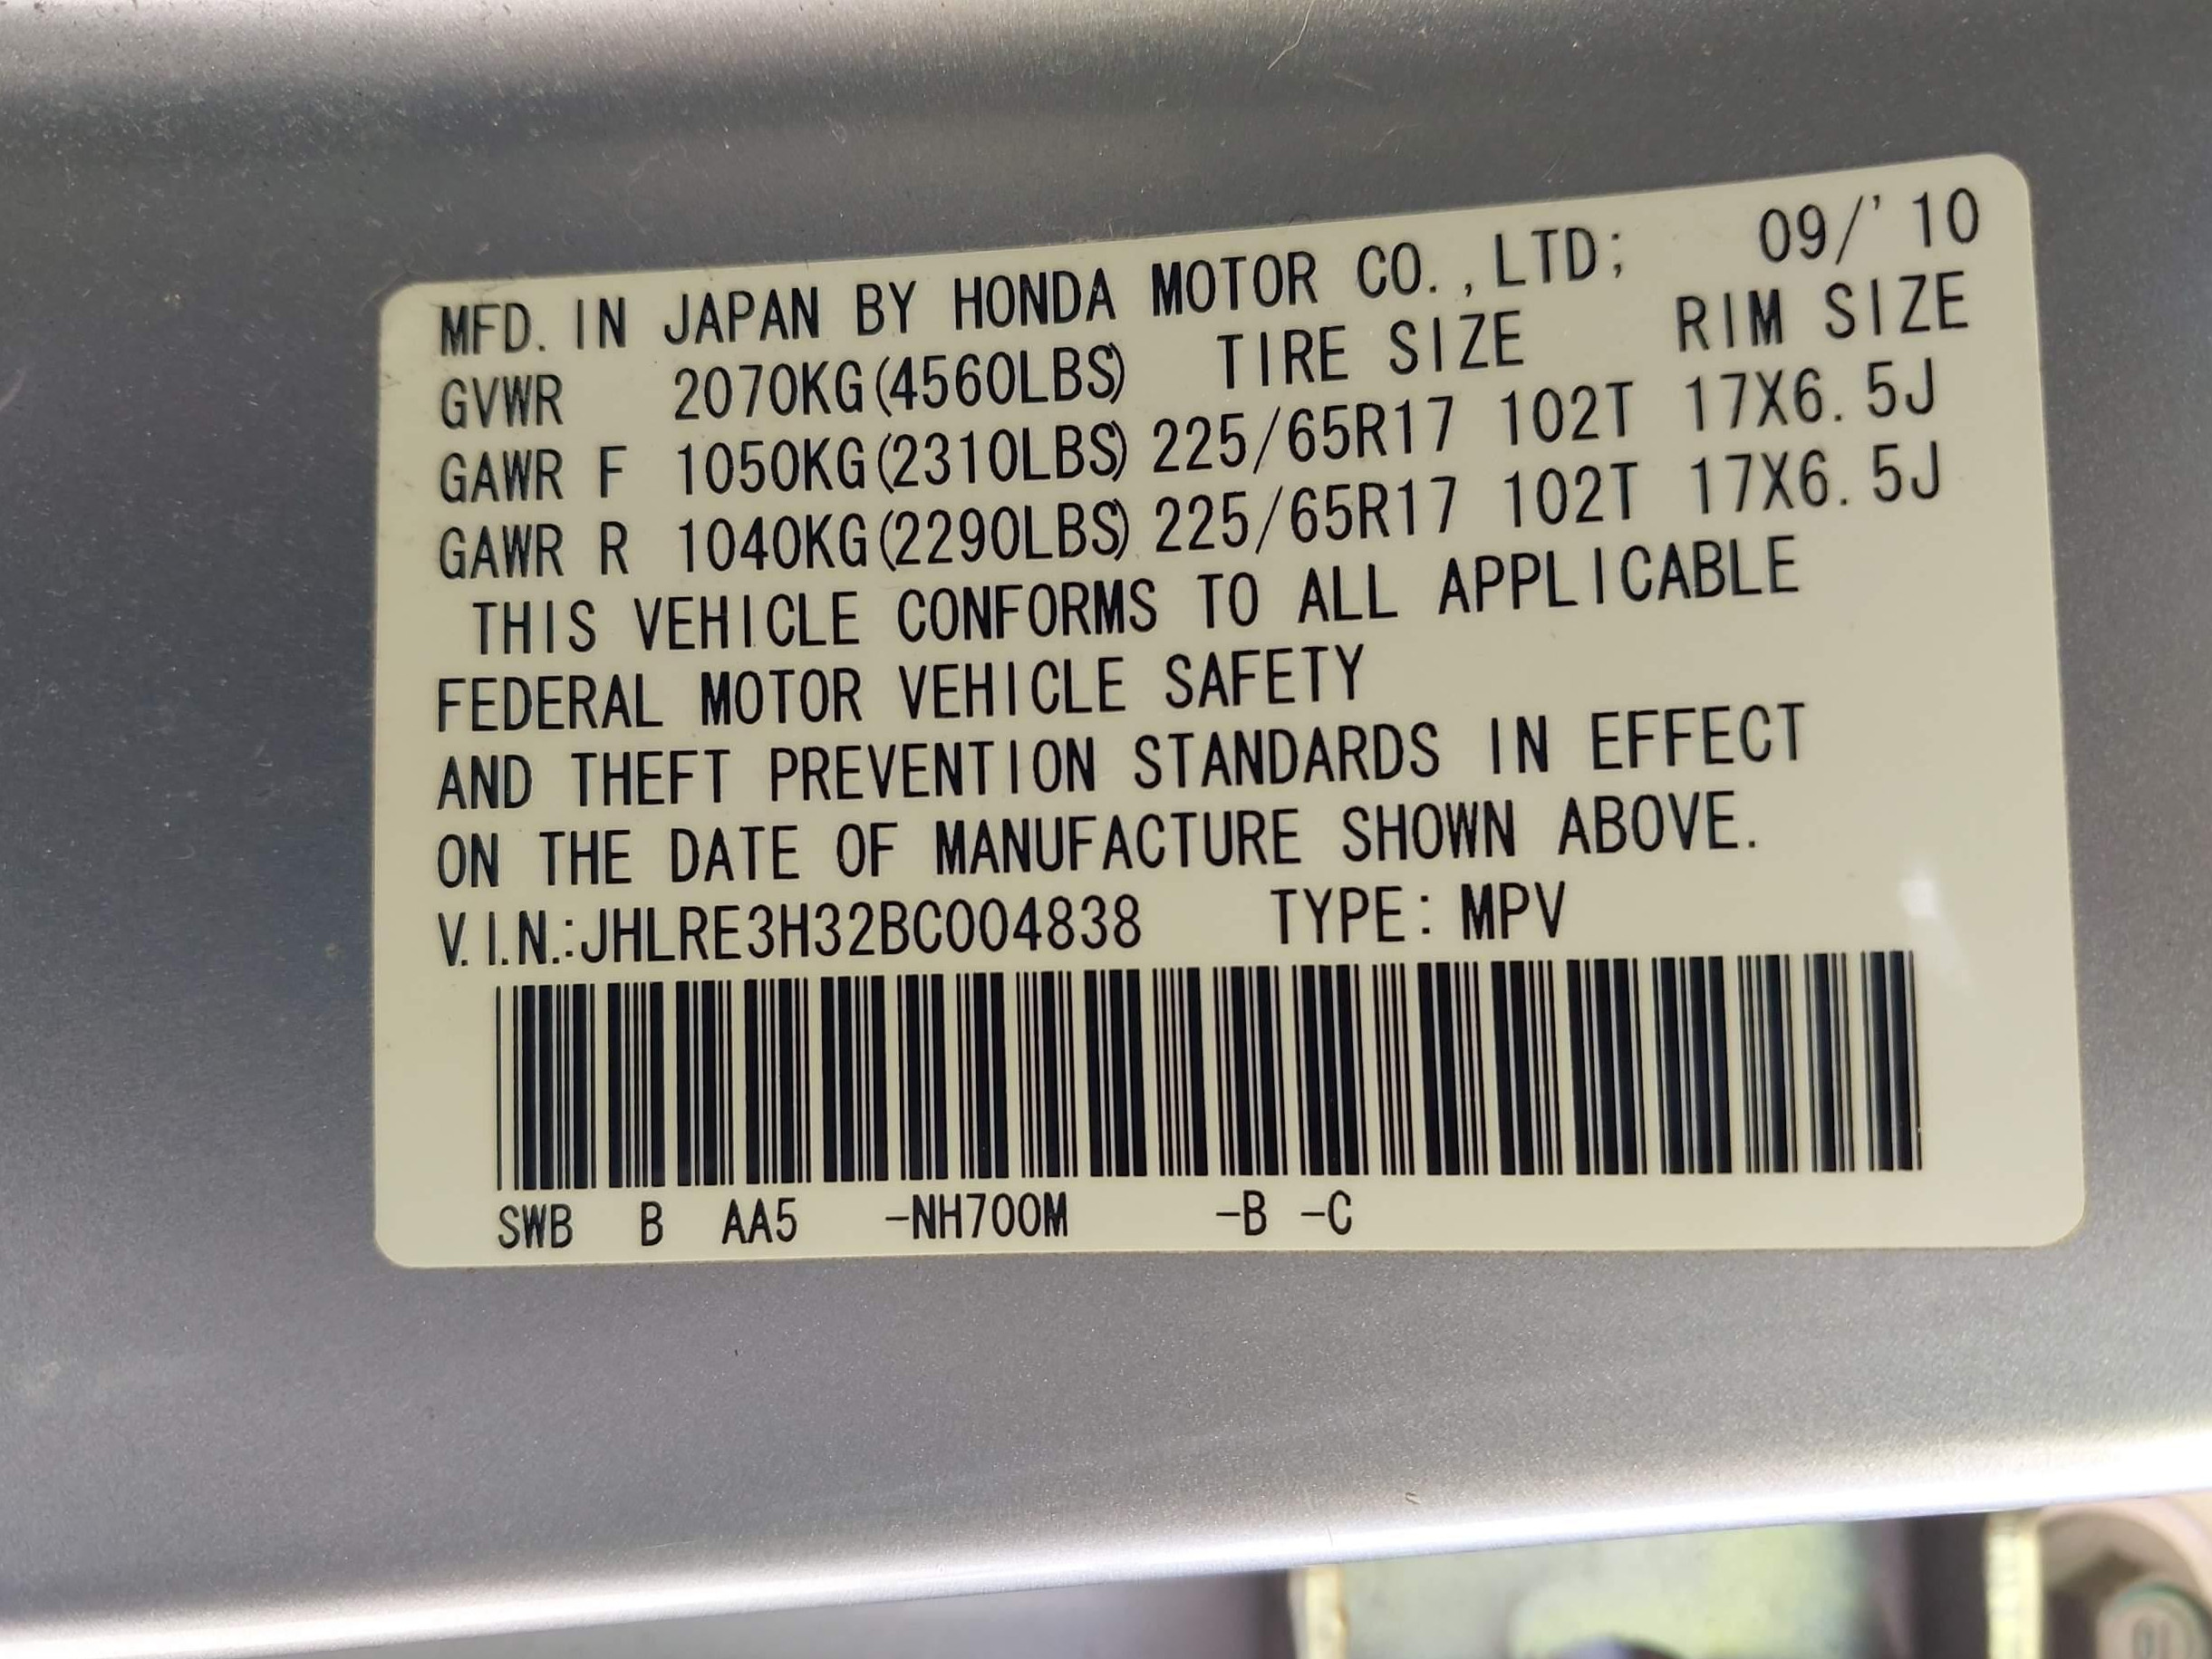 MFD. IN JAPAN BY HONDA MOTOR CO.,LTD; 09/'10
GVWR 2070KG(4560LBS) TIRE SIZE RIM SIZE
GAWR F 1050KG(2310LBS) 225/65R17 102T 17X6.5J
GAWR R 1040KG(2290LBS) 225/65R17 102T 17X6.5J
THIS VEHICLE CONFORMS TO ALL APPLICABLE
FEDERAL MOTOR VEHICLE SAFETY
AND THEFT PREVENTION STANDARDS IN EFFECT
ON THE DATE OF MANUFACTURE SHOWN ABOVE.
V.I.N.:JHLRE3H32BC004838 TYPE: MPV
SWB B AA5 -NH700M -B -C